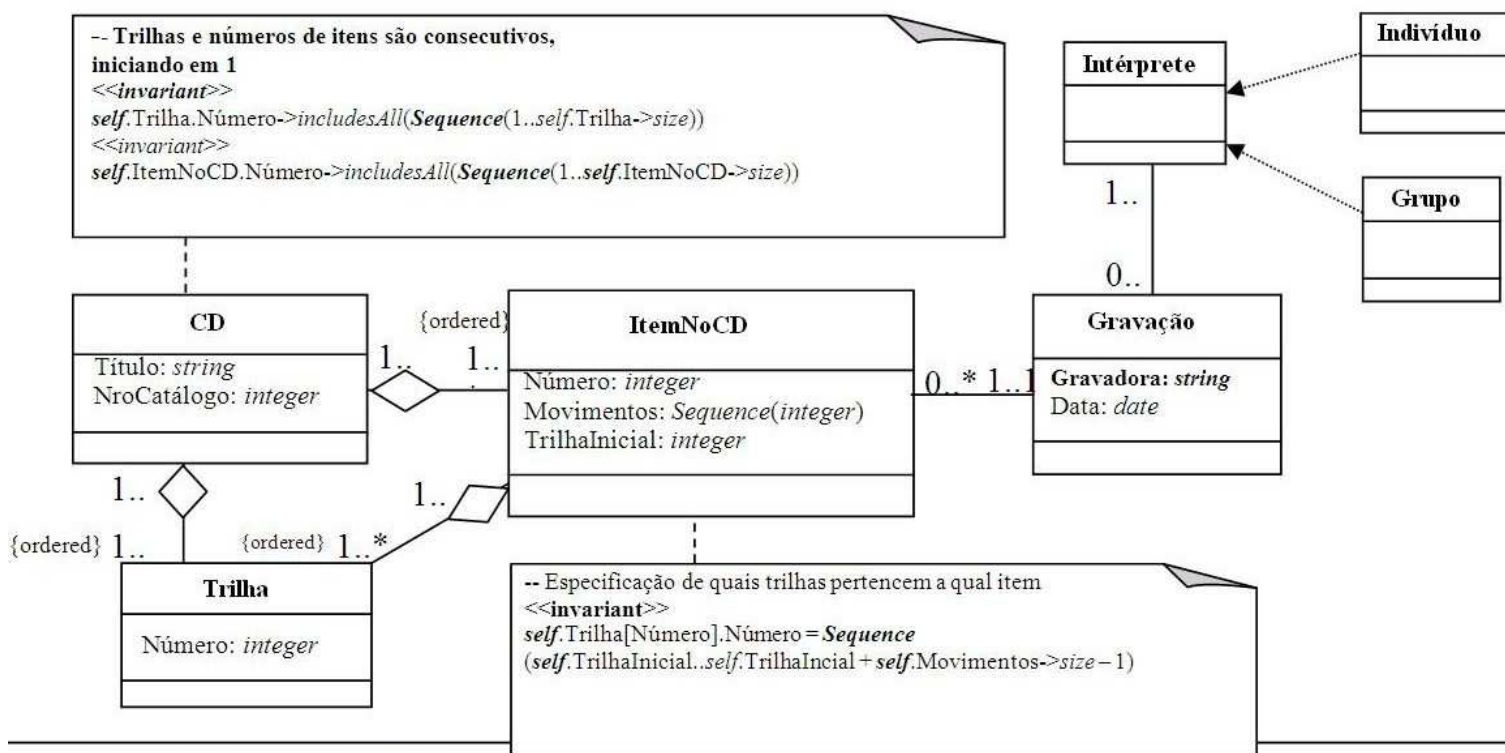 -- Trilhas e números de itens são consecutivos,
iniciando em 1
<<invariant>>
self.Trilha.Número->includesAll(Sequence(1..self.Trilha->size))
<<invariant>>
self.ItemNoCD.Número->includesAll(Sequence(1..self.ItemNoCD->size))
Intérprete
Indivíduo
Grupo
1..
0..
CD
Título: string
NroCatálogo: integer
{ordered}
1..
1..
ItemNoCD
Número: integer
Movimentos: Sequence(integer)
TrilhaInicial: integer
0..* 1..1
Gravação
Gravadora: string
Data: date
1..
1..
{ordered} 1..
{ordered} 1..*
Trilha
Número: integer
-- Especificação de quais trilhas pertencem a qual item
<<invariant>>
self.Trilha[Número].Número = Sequence
(self.TrilhaInicial..self.TrilhaIncial + self.Movimentos->size – 1)